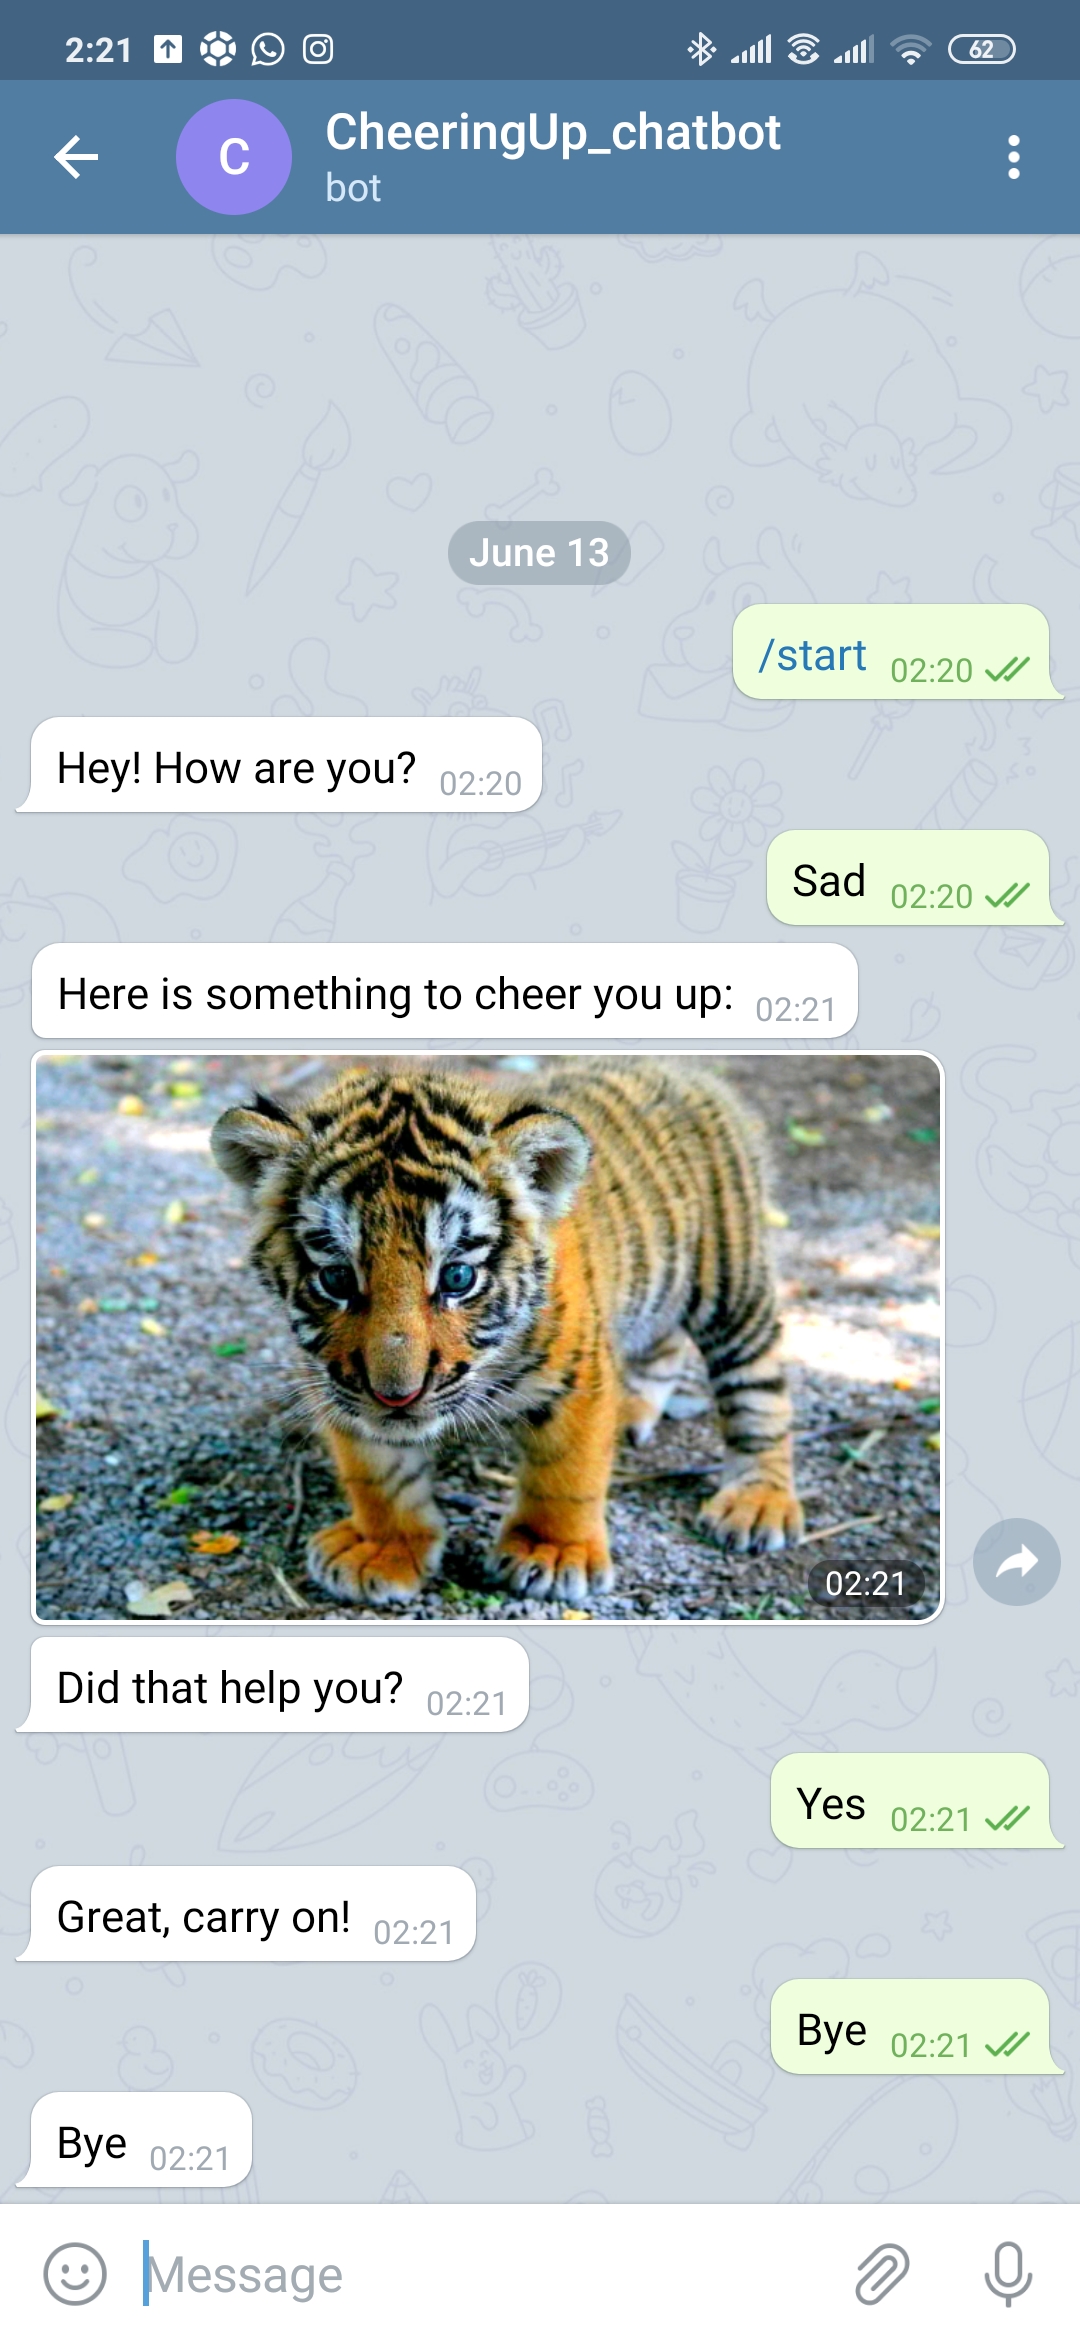 2:21
62
C
CheeringUp_chatbot
bot
June 13
/start 02:20
Hey! How are you? 02:20
Sad 02:20
Here is something to cheer you up: 02:21
02:21
Did that help you? 02:21
Yes 02:21
Great, carry on! 02:21
Bye 02:21
Bye 02:21
Message